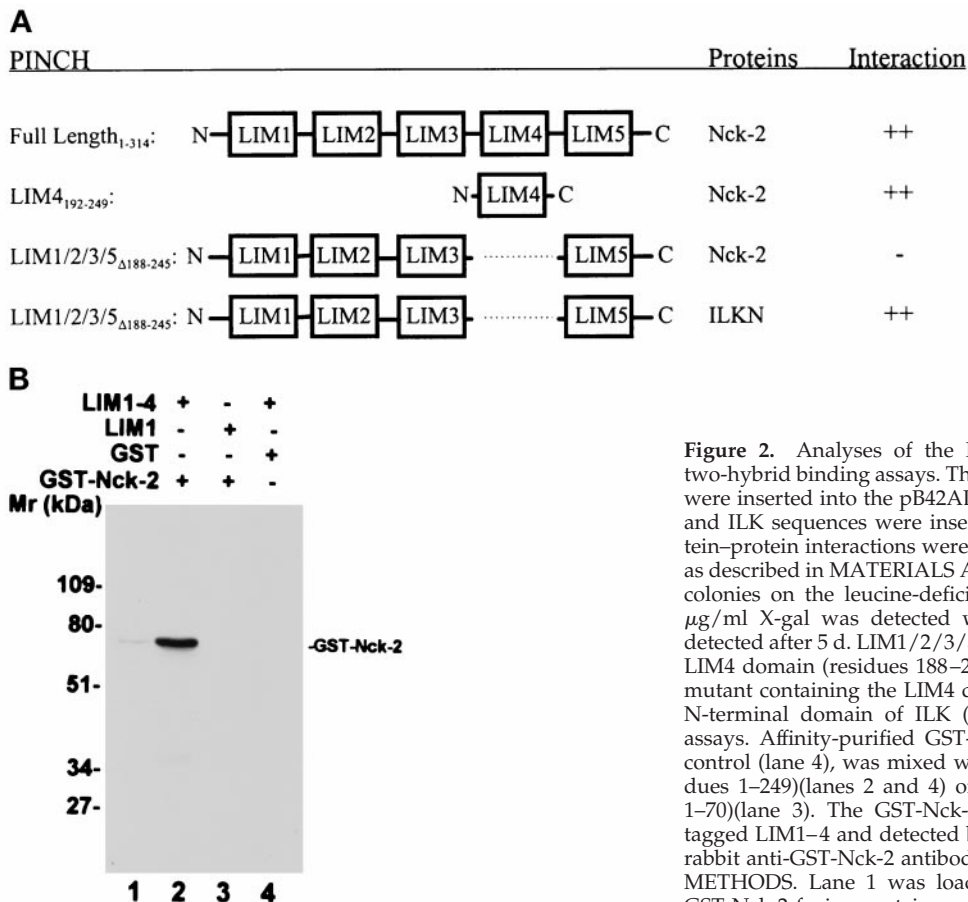 A
PINCH Proteins Interaction
Full Length1-314: N LIM1 LIM2 LIM3 LIM4 LIM5 C Nck-2 ++
LIM4192-249: N LIM4 C Nck-2 ++
LIM1/2/3/5Δ188-245: N LIM1 LIM2 LIM3 LIM5 C Nck-2 -
LIM1/2/3/5Δ188-245: N LIM1 LIM2 LIM3 LIM5 C ILKN ++
B
LIM1-4 + - +
LIM1 - + -
GST - - +
GST-Nck-2 + + -
Mr (kDa)
109-
80-
-GST-Nck-2
51-
34-
27-
1 2 3 4
Figure 2. Analyses of the
two-hybrid binding assays. Th
were inserted into the pB42A
and ILK sequences were inse
tein–protein interactions were
as described in MATERIALS A
colonies on the leucine-defici
μg/ml X-gal was detected w
detected after 5 d. LIM1/2/3/
LIM4 domain (residues 188–2
mutant containing the LIM4 d
N-terminal domain of ILK (
assays. Affinity-purified GST-
control (lane 4), was mixed w
dues 1–249)(lanes 2 and 4) o
1–70)(lane 3). The GST-Nck-
tagged LIM1–4 and detected
rabbit anti-GST-Nck-2 antibod
METHODS. Lane 1 was load